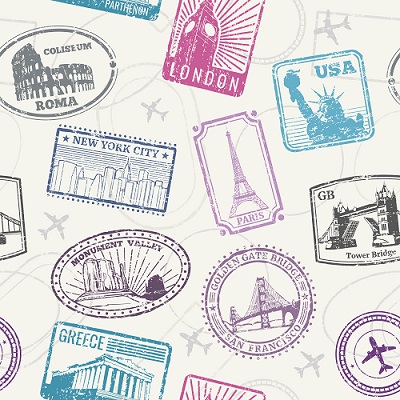 PARTHENON
COLISEUM
ROMA
LONDON
USA
★ NEW YORK CITY ★
PARIS
GB
Tower Bridge
MONUMENT VALLEY
GOLDEN GATE BRIDGE
SAN FRANCISCO
GREECE